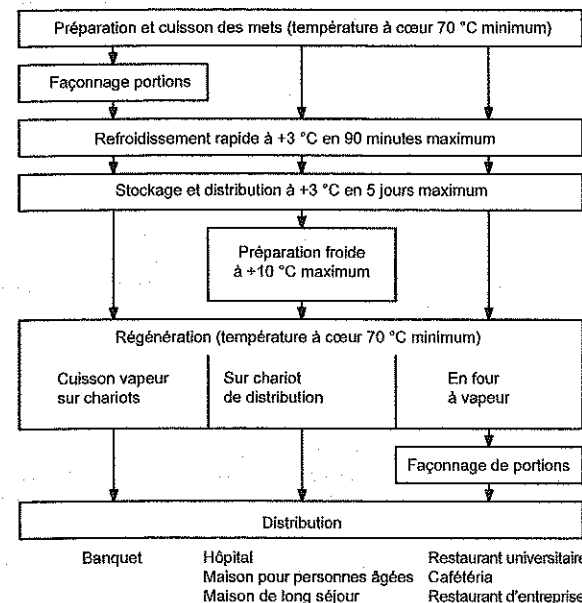 Préparation et cuisson des mets (température à cœur 70 °C minimum)
Façonnage portions
Refroidissement rapide à +3 °C en 90 minutes maximum
Stockage et distribution à +3 °C en 5 jours maximum
Préparation froide
à +10 °C maximum
Régénération (température à cœur 70 °C minimum)
Cuisson vapeur
sur chariots
Sur chariot
de distribution
En four
à vapeur
Façonnage de portions
Distribution
Banquet
Hôpital
Maison pour personnes âgées
Maison de long séjour
Restaurant universitaire
Cafétéria
Restaurant d'entreprise